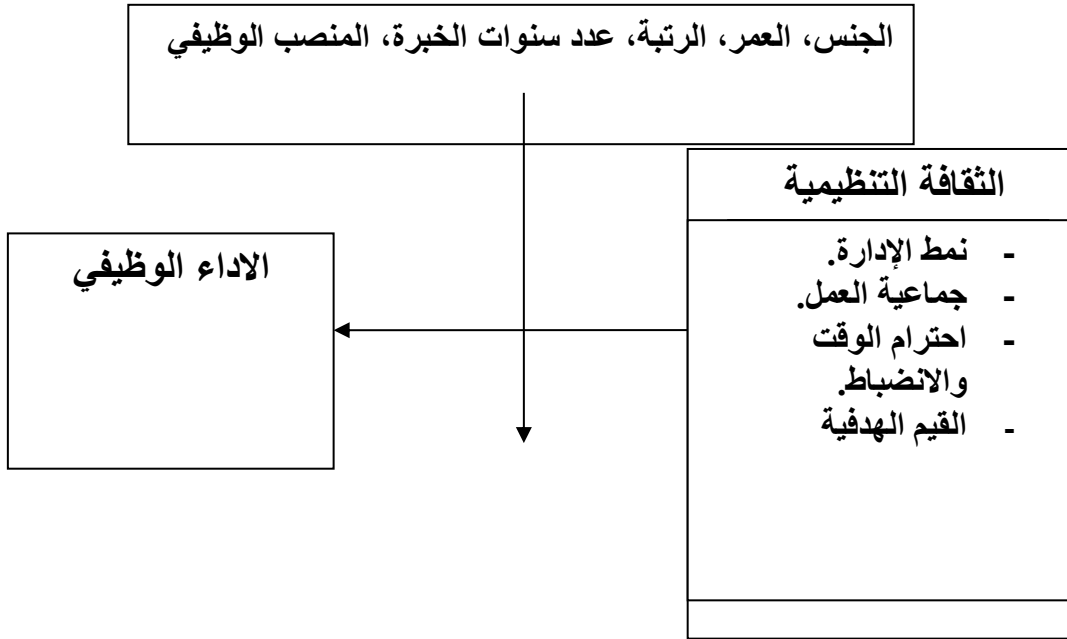 الجنس، العمر، الرتبة، عدد سنوات الخبرة، المنصب الوظيفي
الثقافة التنظيمية
- نمط الإدارة.
- جماعية العمل.
- احترام الوقت
والانضباط.
- القيم الهدفية
الاداء الوظيفي